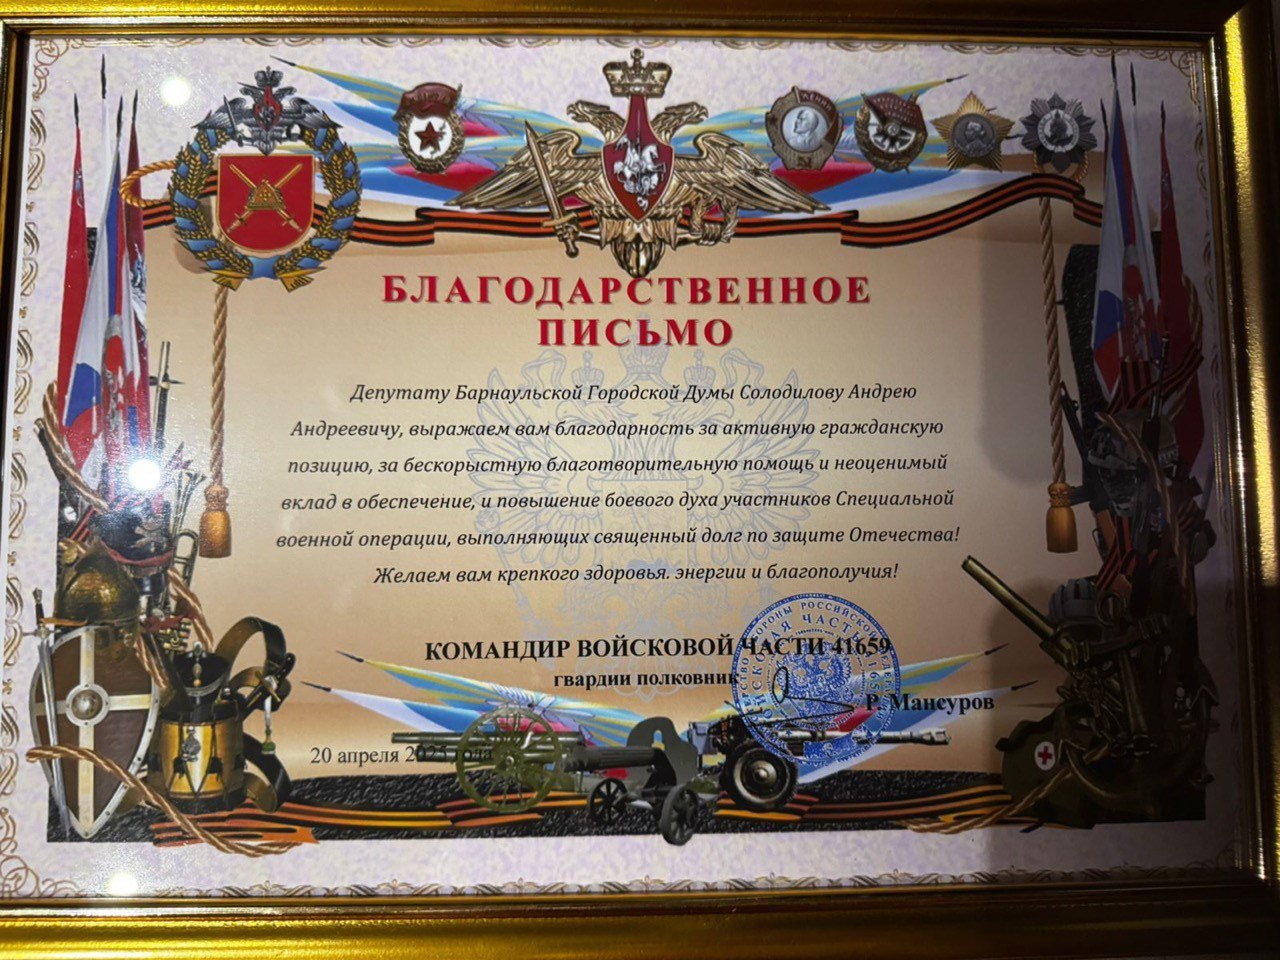 БЛАГОДАРСТВЕННОЕ
ПИСЬМО
Депутату Барнаульской Городской Думы Солодилову Андрею
Андреевичу, выражаем вам благодарность за активную гражданскую
позицию, за бескорыстную благотворительную помощь и неоценимый
вклад в обеспечение, и повышение боевого духа участников Специальной
военной операции, выполняющих священный долг по защите Отечества!
Желаем вам крепкого здоровья. энергии и благополучия!
КОМАНДИР ВОЙСКОВОЙ ЧАСТИ 41659
гвардии полковник
Р. Мансуров
20 апреля 2025 года